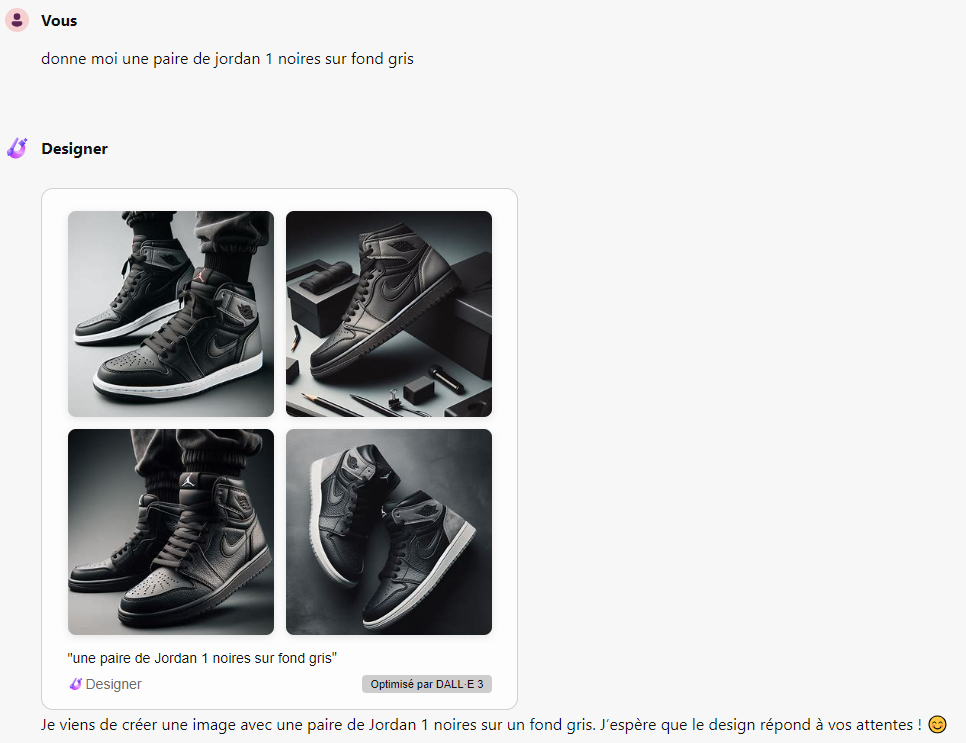 Vous
donne moi une paire de jordan 1 noires sur fond gris
Designer
"une paire de Jordan 1 noires sur fond gris"
Designer
Optimisé par DALL·E 3
Je viens de créer une image avec une paire de Jordan 1 noires sur un fond gris. J’espère que le design répond à vos attentes ! 😊